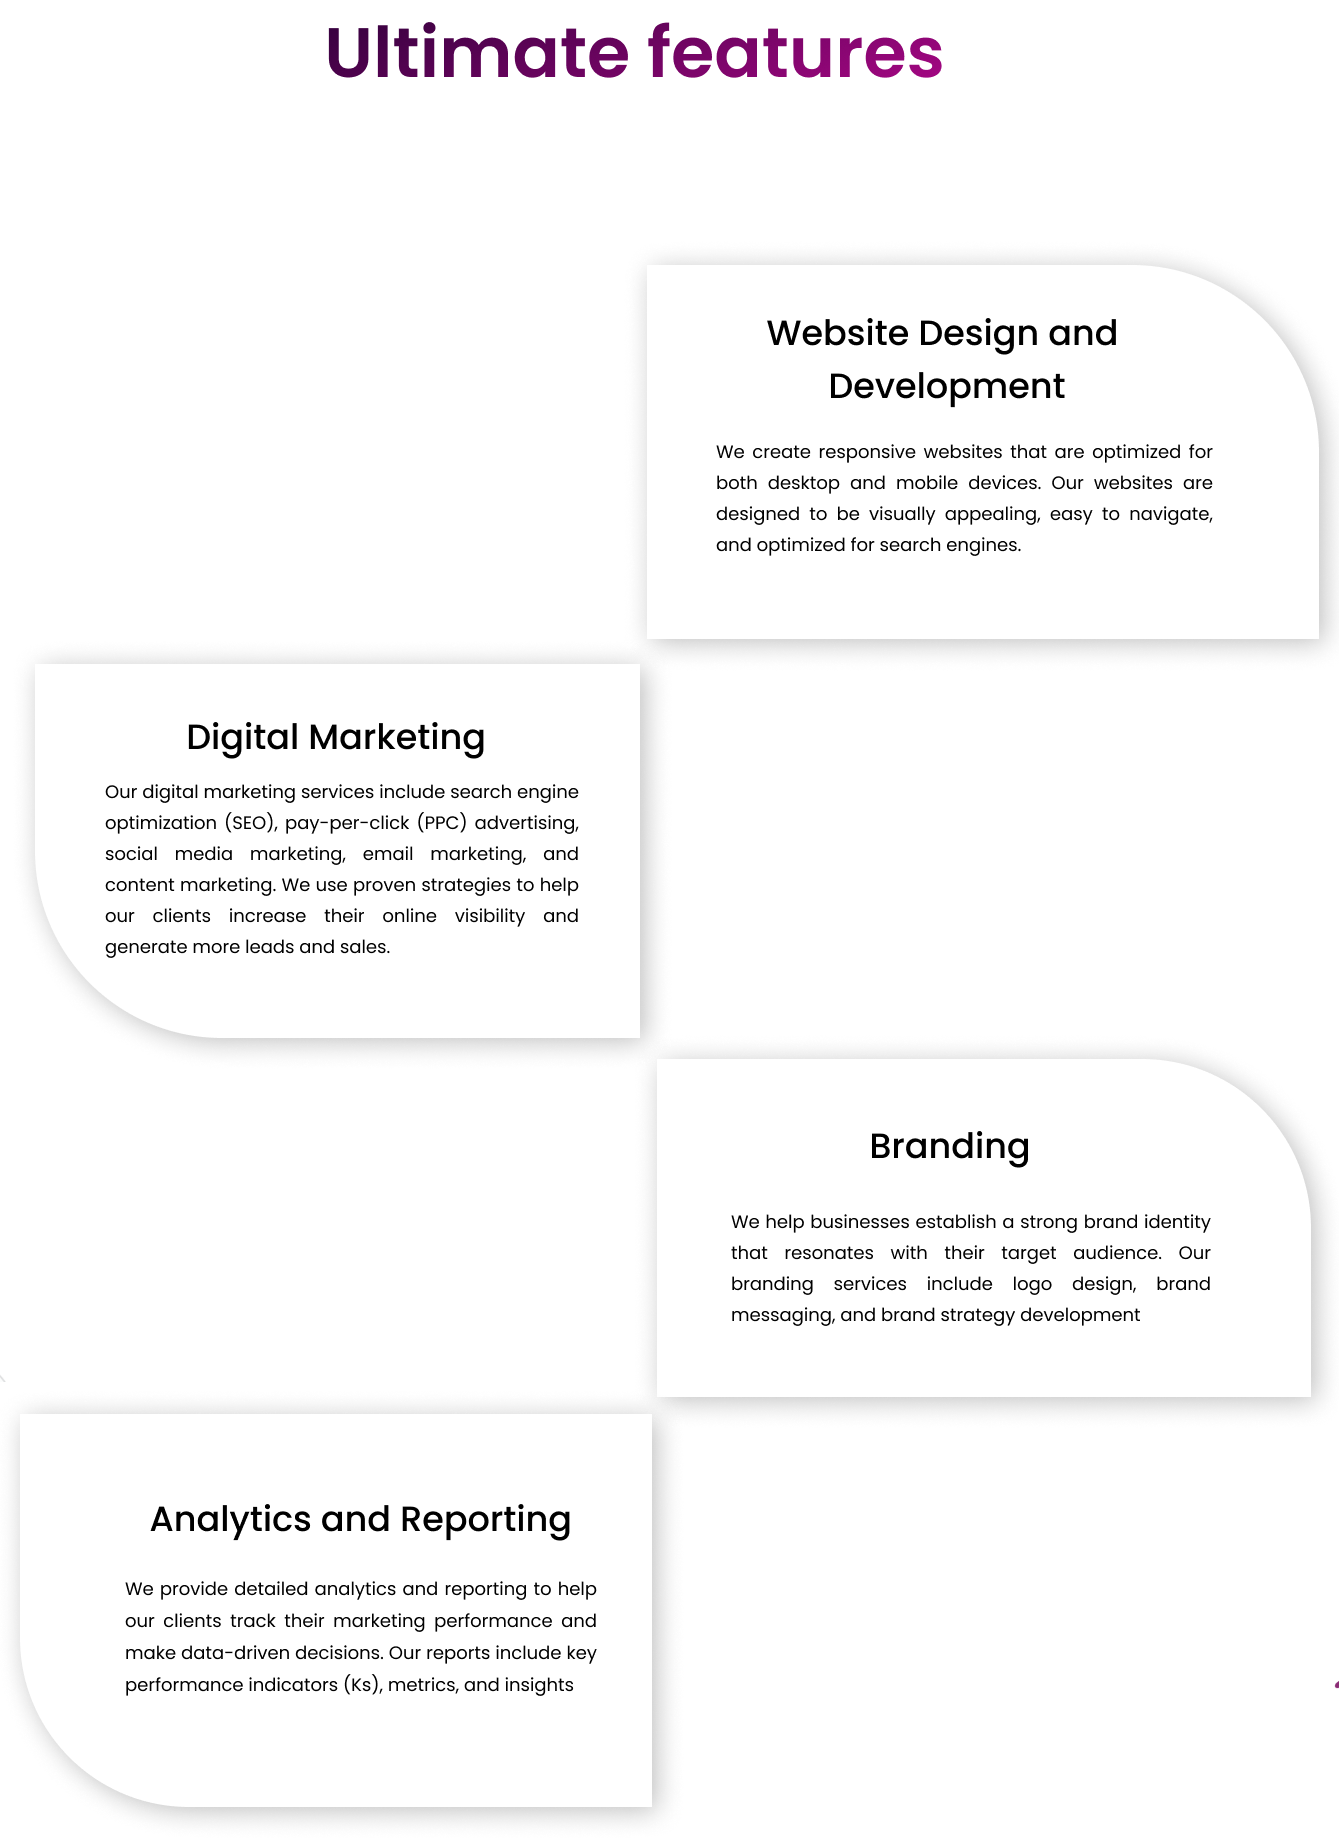 Ultimate features
Website Design and
Development
We create responsive websites that are optimized for
both desktop and mobile devices. Our websites are
designed to be visually appealing, easy to navigate,
and optimized for search engines.
Digital Marketing
Our digital marketing services include search engine
optimization (SEO), pay-per-click (PPC) advertising,
social media marketing, email marketing, and
content marketing. We use proven strategies to help
our clients increase their online visibility and
generate more leads and sales.
Branding
We help businesses establish a strong brand identity
that resonates with their target audience. Our
branding services include logo design, brand
messaging, and brand strategy development
Analytics and Reporting
We provide detailed analytics and reporting to help
our clients track their marketing performance and
make data-driven decisions. Our reports include key
performance indicators (Ks), metrics, and insights